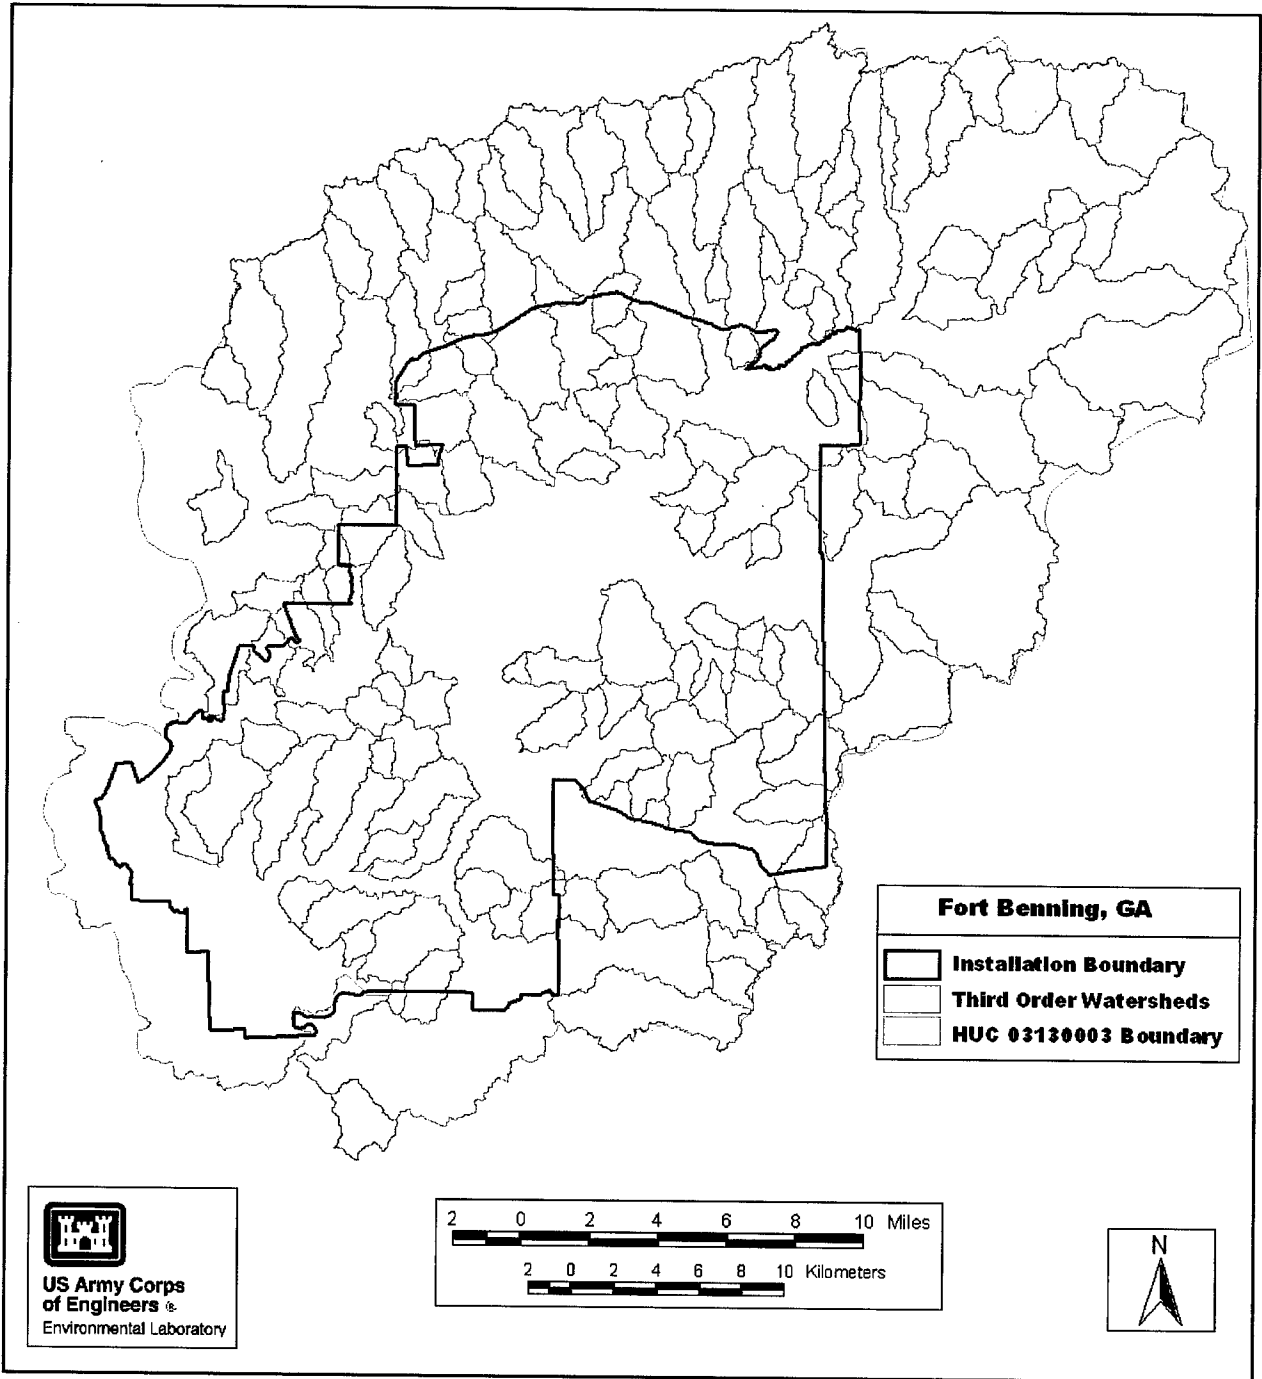 Fort Benning, GA
Installation Boundary
Third Order Watersheds
HUC 03130003 Boundary
US Army Corps
of Engineers ®
Environmental Laboratory
2 0 2 4 6 8 10 Miles
2 0 2 4 6 8 10 Kilometers
N